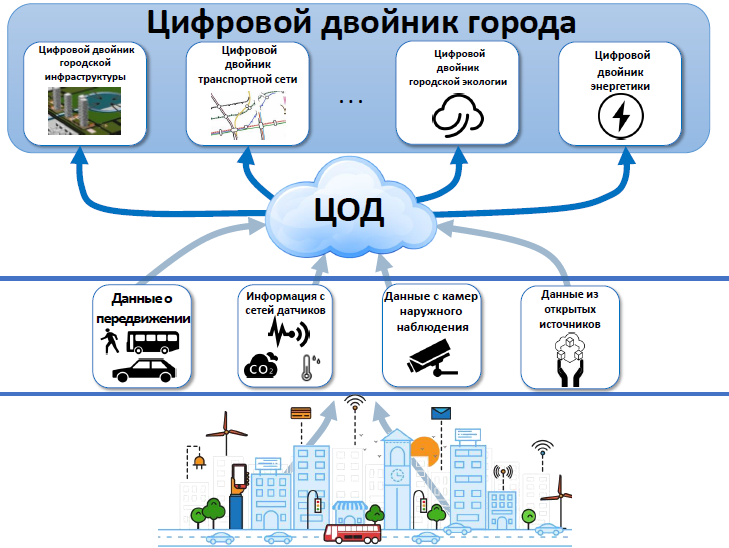 Цифровой двойник города
Цифровой двойник
городской
инфраструктуры
Цифровой
двойник
транспортной сети
...
Цифровой
двойник
городской экологии
Цифровой
двойник
энергетики
ЦОД
Данные о
передвижении
Информация с
сетей датчиков
CO2
Данные с камер
наружного
наблюдения
Данные из
открытых
источников